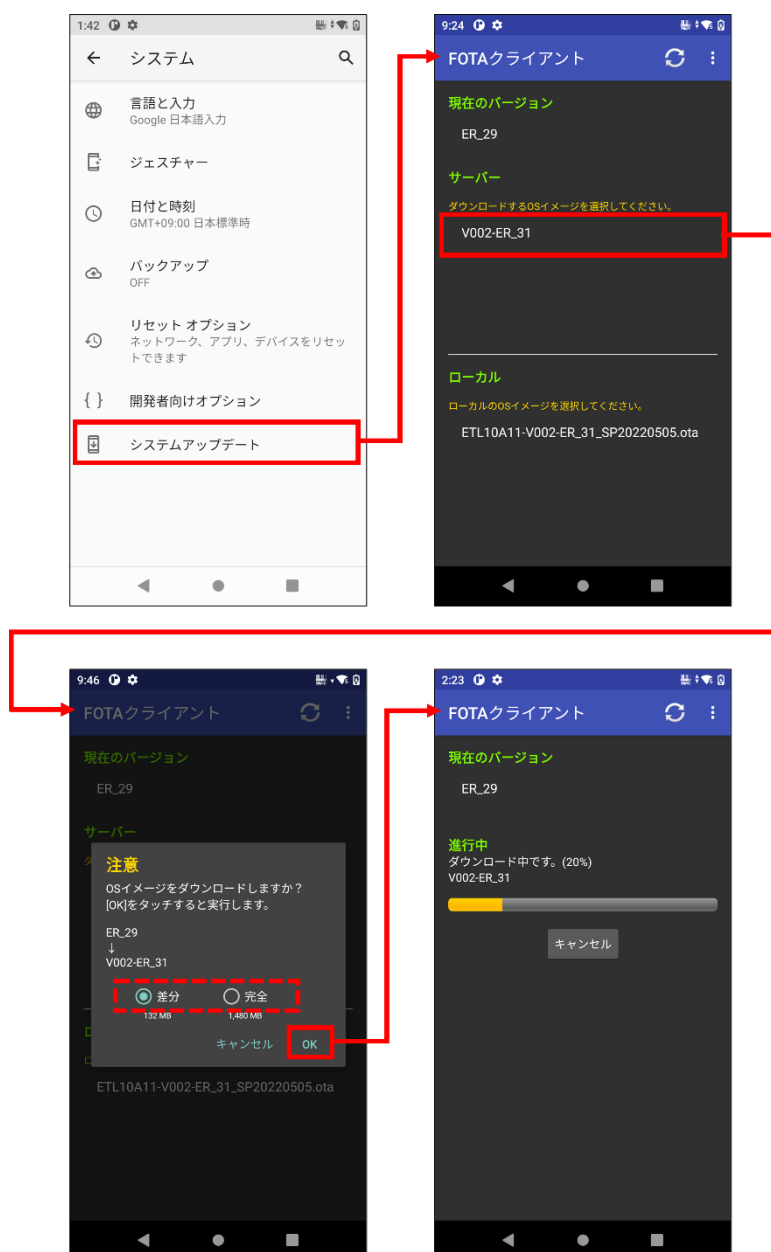 1:42
システム
言語と入力
Google 日本語入力
ジェスチャー
日付と時刻
GMT+09:00 日本標準時
バックアップ
OFF
リセット オプション
ネットワーク、アプリ、デバイスをリセッ
トできます
{ } 開発者向けオプション
システムアップデート
9:24
FOTAクライアント
現在のバージョン
ER_29
サーバー
ダウンロードするOSイメージを選択してください。
V002-ER_31
ローカル
ローカルのOSイメージを選択してください。
ETL10A11-V002-ER_31_SP20220505.ota
9:46
FOTAクライアント
現在のバージョン
ER_29
サーバー
注意
OSイメージをダウンロードしますか？
[OK]をタッチすると実行します。
ER_29
↓
V002-ER_31
差分 完全
132 MB 1,480 MB
キャンセル OK
ETL10A11-V002-ER_31_SP20220505.ota
2:23
FOTAクライアント
現在のバージョン
ER_29
進行中
ダウンロード中です。(20%)
V002-ER_31
キャンセル